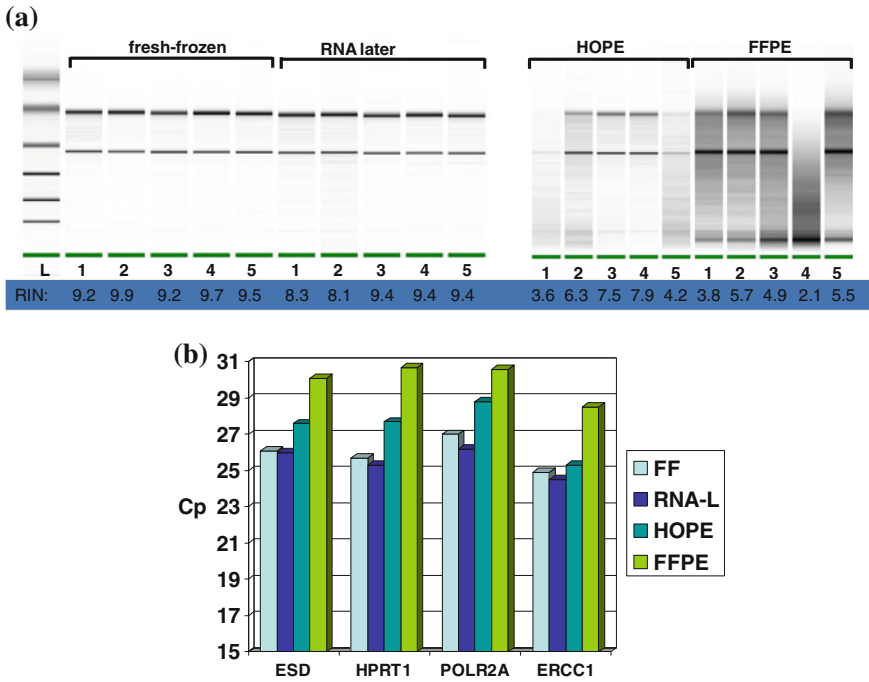 (a)
fresh-frozen RNA later HOPE FFPE
L 1 2 3 4 5 1 2 3 4 5 1 2 3 4 5 1 2 3 4 5
RIN: 9.2 9.9 9.2 9.7 9.5 8.3 8.1 9.4 9.4 9.4 3.6 6.3 7.5 7.9 4.2 3.8 5.7 4.9 2.1 5.5
(b)
31
29
27
25
23
21
19
17
15
Cp
ESD HPRT1 POLR2A ERCC1
FF
RNA-L
HOPE
FFPE